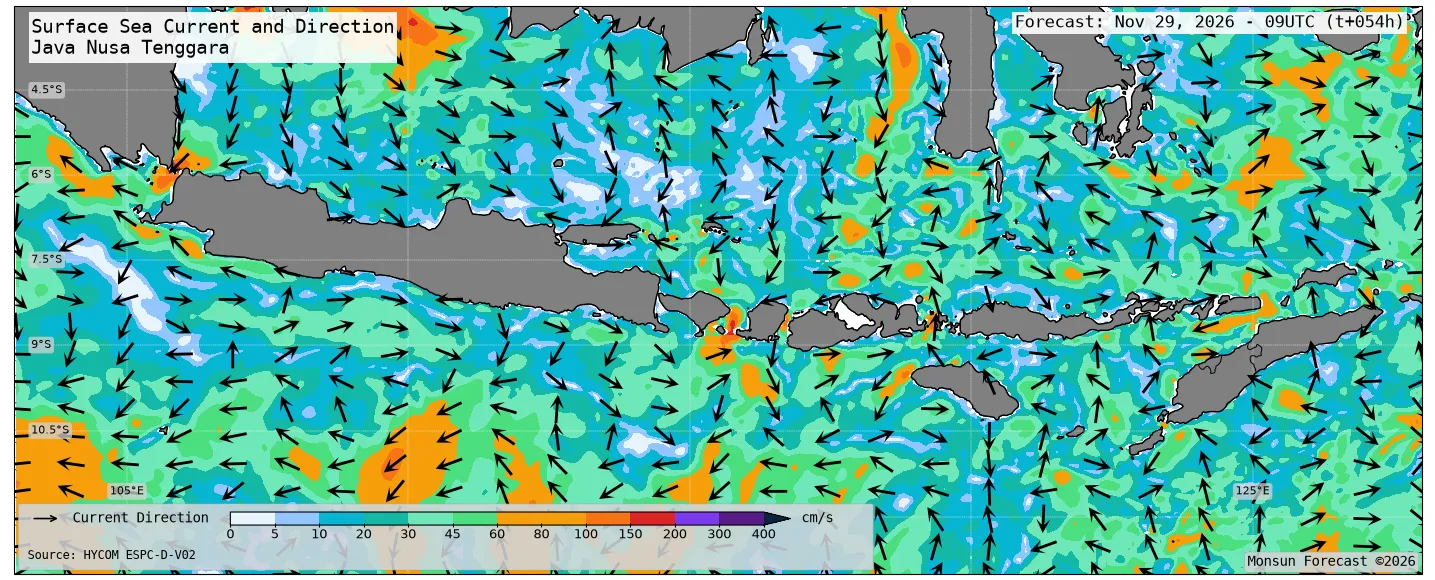 Surface Sea Current and Direction
Java Nusa Tenggara
Forecast: Nov 29, 2026 - 09UTC (t+054h)
4.5°S
6°S
7.5°S
9°S
10.5°S
105°E
125°E
Current Direction
0 5 10 20 30 45 60 80 100 150 200 300 400
cm/s
Source: HYCOM ESPC-D-V02
Monsun Forecast ©2026